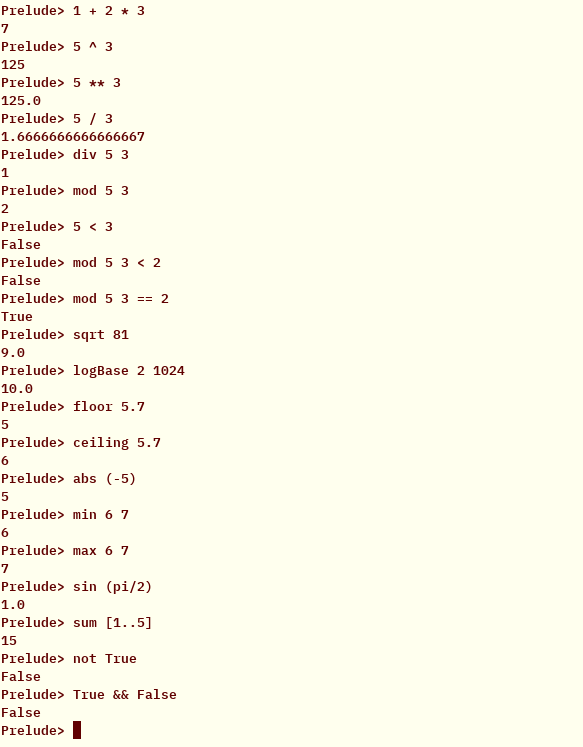 Prelude> 1 + 2 * 3
7
Prelude> 5 ^ 3
125
Prelude> 5 ** 3
125.0
Prelude> 5 / 3
1.6666666666666667
Prelude> div 5 3
1
Prelude> mod 5 3
2
Prelude> 5 < 3
False
Prelude> mod 5 3 < 2
False
Prelude> mod 5 3 == 2
True
Prelude> sqrt 81
9.0
Prelude> logBase 2 1024
10.0
Prelude> floor 5.7
5
Prelude> ceiling 5.7
6
Prelude> abs (-5)
5
Prelude> min 6 7
6
Prelude> max 6 7
7
Prelude> sin (pi/2)
1.0
Prelude> sum [1..5]
15
Prelude> not True
False
Prelude> True && False
False
Prelude>